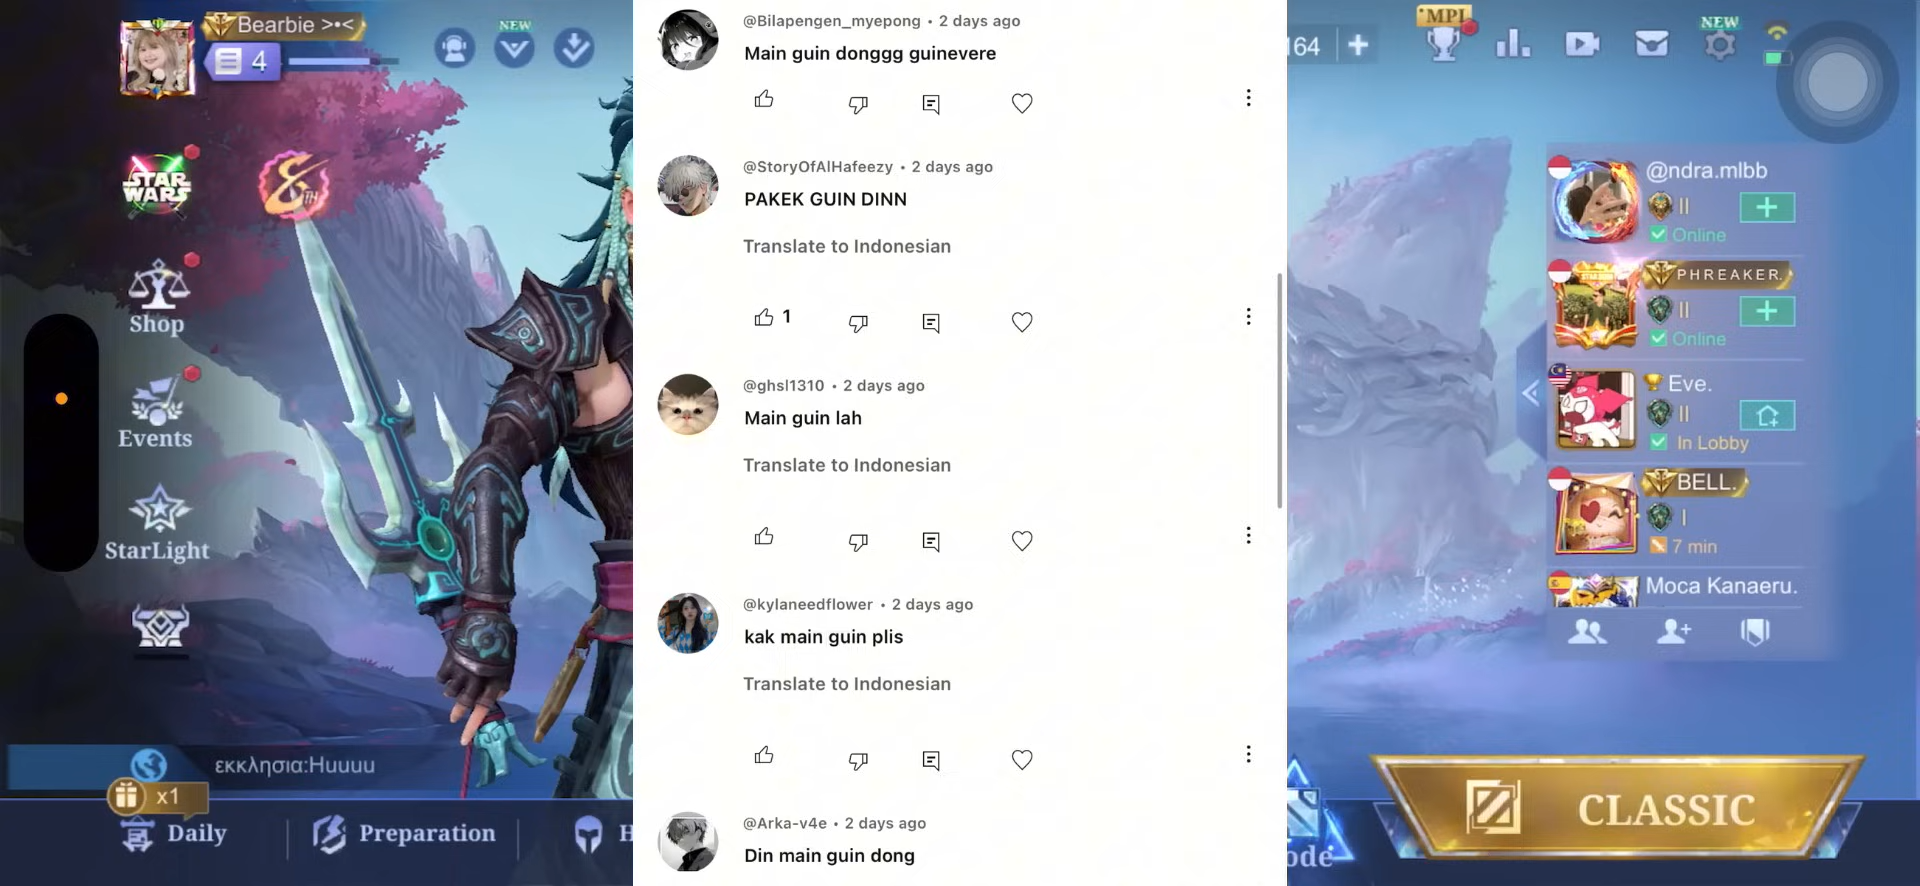 Bearbie >•<
4
NEW
STAR
WARS
8TH
Shop
Events
StarLight
εκκλησια:Huuuu
x1
Daily
Preparation
H
@Bilapengen_myepong • 2 days ago
Main guin donggg guinevere
@StoryOfAlHafeezy • 2 days ago
PAKEK GUIN DINN
Translate to Indonesian
1
@ghsl1310 • 2 days ago
Main guin lah
Translate to Indonesian
@kylaneedflower • 2 days ago
kak main guin plis
Translate to Indonesian
@Arka-v4e • 2 days ago
Din main guin dong
164
MPL
NEW
@ndra.mlbb
II
Online
PHREAKER.
II
Online
Eve.
II
In Lobby
BELL.
I
7 min
Moca Kanaeru.
CLASSIC
ode